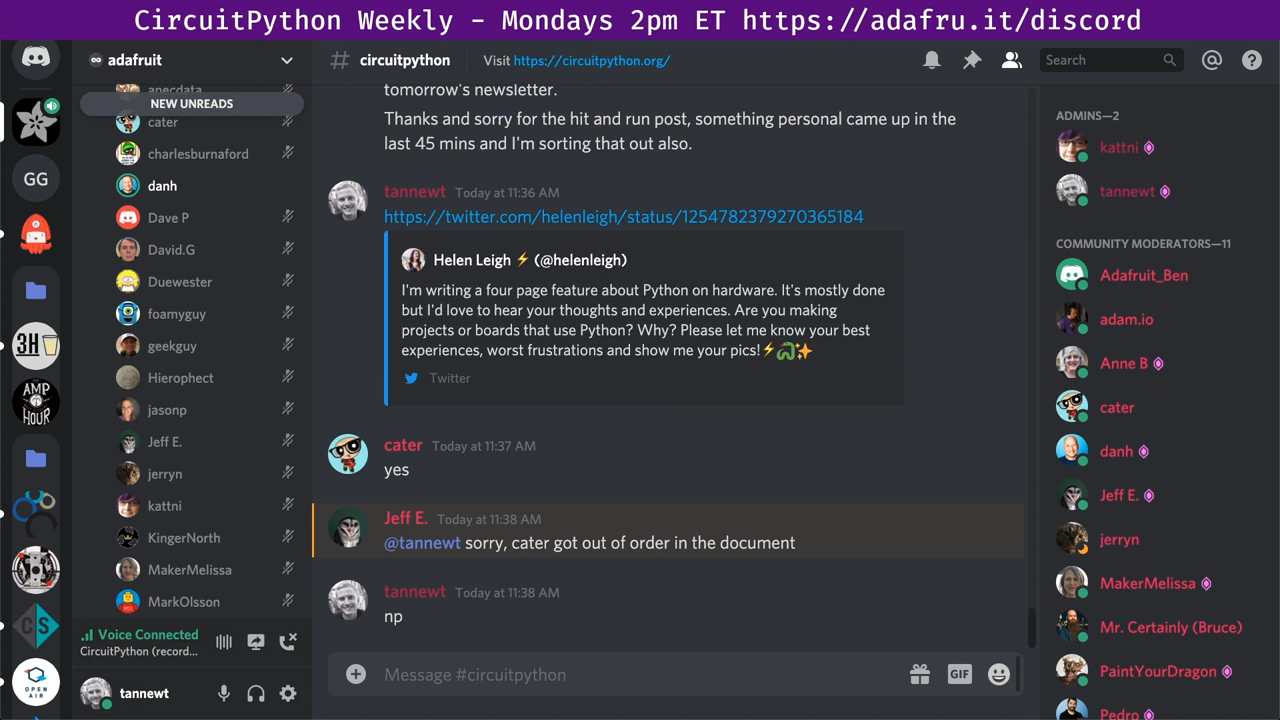 CircuitPython Weekly - Mondays 2pm ET https://adafru.it/discord
adafruit
anecdata
NEW UNREADS
cater
charlesburnaford
danh
Dave P
David.G
Duewester
foamyguy
geekguy
Hierophect
jasonp
Jeff E.
jerryn
kattni
KingerNorth
MakerMelissa
MarkOlsson
Voice Connected
CircuitPython (record...
tannewt
GG
3H
THE
AMP
HOUR
CS
OPEN
AIR
# circuitpython
Visit https://circuitpython.org/
Search
tomorrow's newsletter.
Thanks and sorry for the hit and run post, something personal came up in the
last 45 mins and I'm sorting that out also.
tannewt Today at 11:36 AM
https://twitter.com/helenleigh/status/1254782379270365184
Helen Leigh ⚡ (@helenleigh)
I'm writing a four page feature about Python on hardware. It's mostly done
but I'd love to hear your thoughts and experiences. Are you making
projects or boards that use Python? Why? Please let me know your best
experiences, worst frustrations and show me your pics!⚡🐍✨
Twitter
cater Today at 11:37 AM
yes
Jeff E. Today at 11:38 AM
@tannewt sorry, cater got out of order in the document
tannewt Today at 11:38 AM
np
Message #circuitpython
GIF
ADMINS—2
kattni
tannewt
COMMUNITY MODERATORS—11
Adafruit_Ben
adam.io
Anne B
cater
danh
Jeff E.
jerryn
MakerMelissa
Mr. Certainly (Bruce)
PaintYourDragon
Pedro